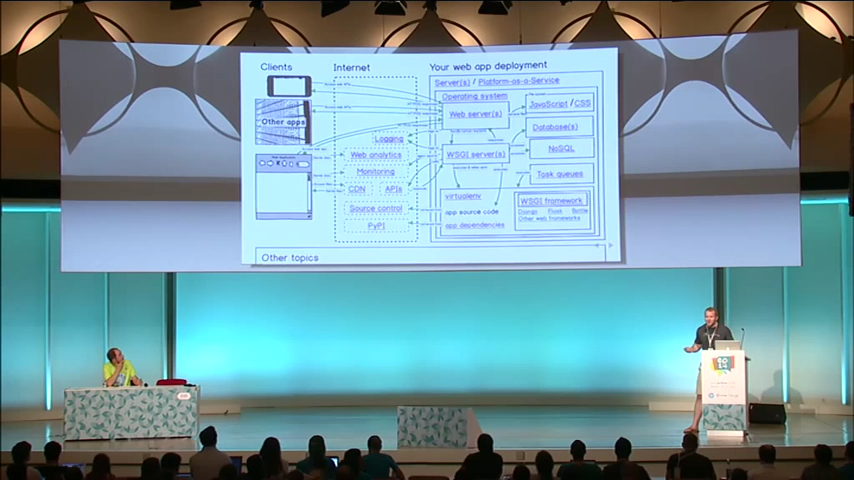 Clients
Internet
Your web app deployment
Server(s) / Platform-as-a-Service
Operating system
Web server(s)
JavaScript / CSS
Other apps
Logging
Database(s)
Web analytics
WSGI server(s)
NoSQL
Monitoring
Task queues
CDN
APIs
virtualenv
WSGI framework
Source control
app source code
Django Flask Bottle
Other web frameworks
PyPI
app dependencies
Other topics